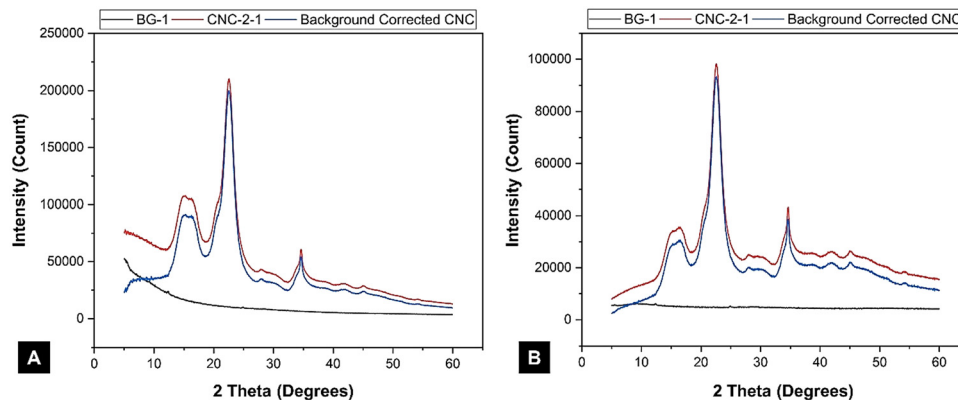 BG-1 CNC-2-1 Background Corrected CNC
250000
200000
150000
100000
50000
0
Intensity (Count)
0 10 20 30 40 50 60
2 Theta (Degrees)
A
BG-1 CNC-2-1 Background Corrected CNC
100000
80000
60000
40000
20000
0
Intensity (Count)
0 10 20 30 40 50 60
2 Theta (Degrees)
B